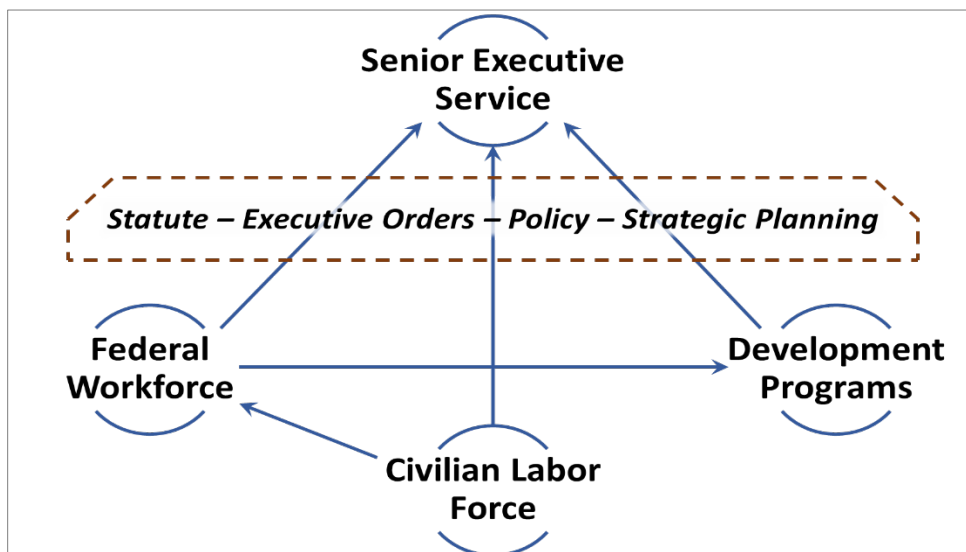 Senior Executive
Service
Statute – Executive Orders – Policy – Strategic Planning
Federal
Workforce
Development
Programs
Civilian Labor
Force